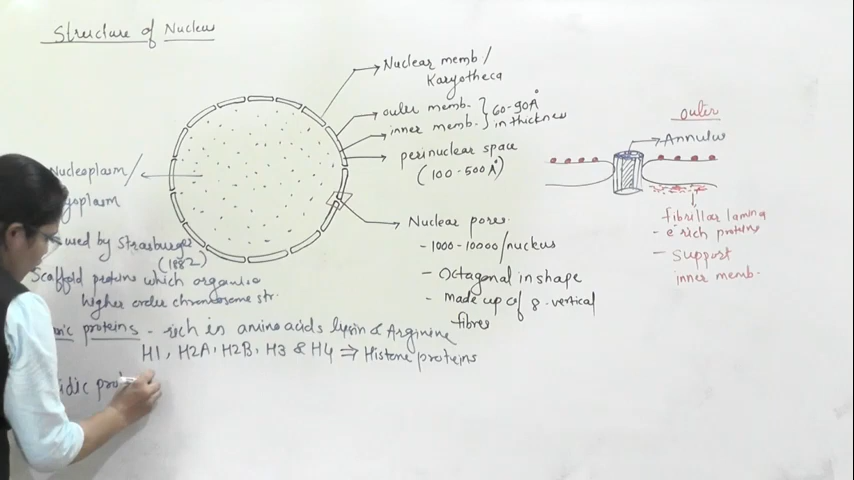 Structure of Nucleus
Nuclear memb/
Karyotheca
outer memb.
inner memb.
60-90Å
in thickness
perinuclear space
(100-500Å)
Nuclear pores.
- 1000-10000/nucleus
- Octagonal in shape
- made up of 8-vertical
fibres
outer
Annulus
fibrillar lamina
- e rich proteins
- Support
inner memb.
Nucleoplasm/
yoplasm
by Strasburger
(1882)
Scaffold proteins which organise
higher order chromosome str.
proteins - rich in amino acids lysin & Arginine
H1, H2A, H2B, H3 & H4 ⇒ Histone proteins
idic prot